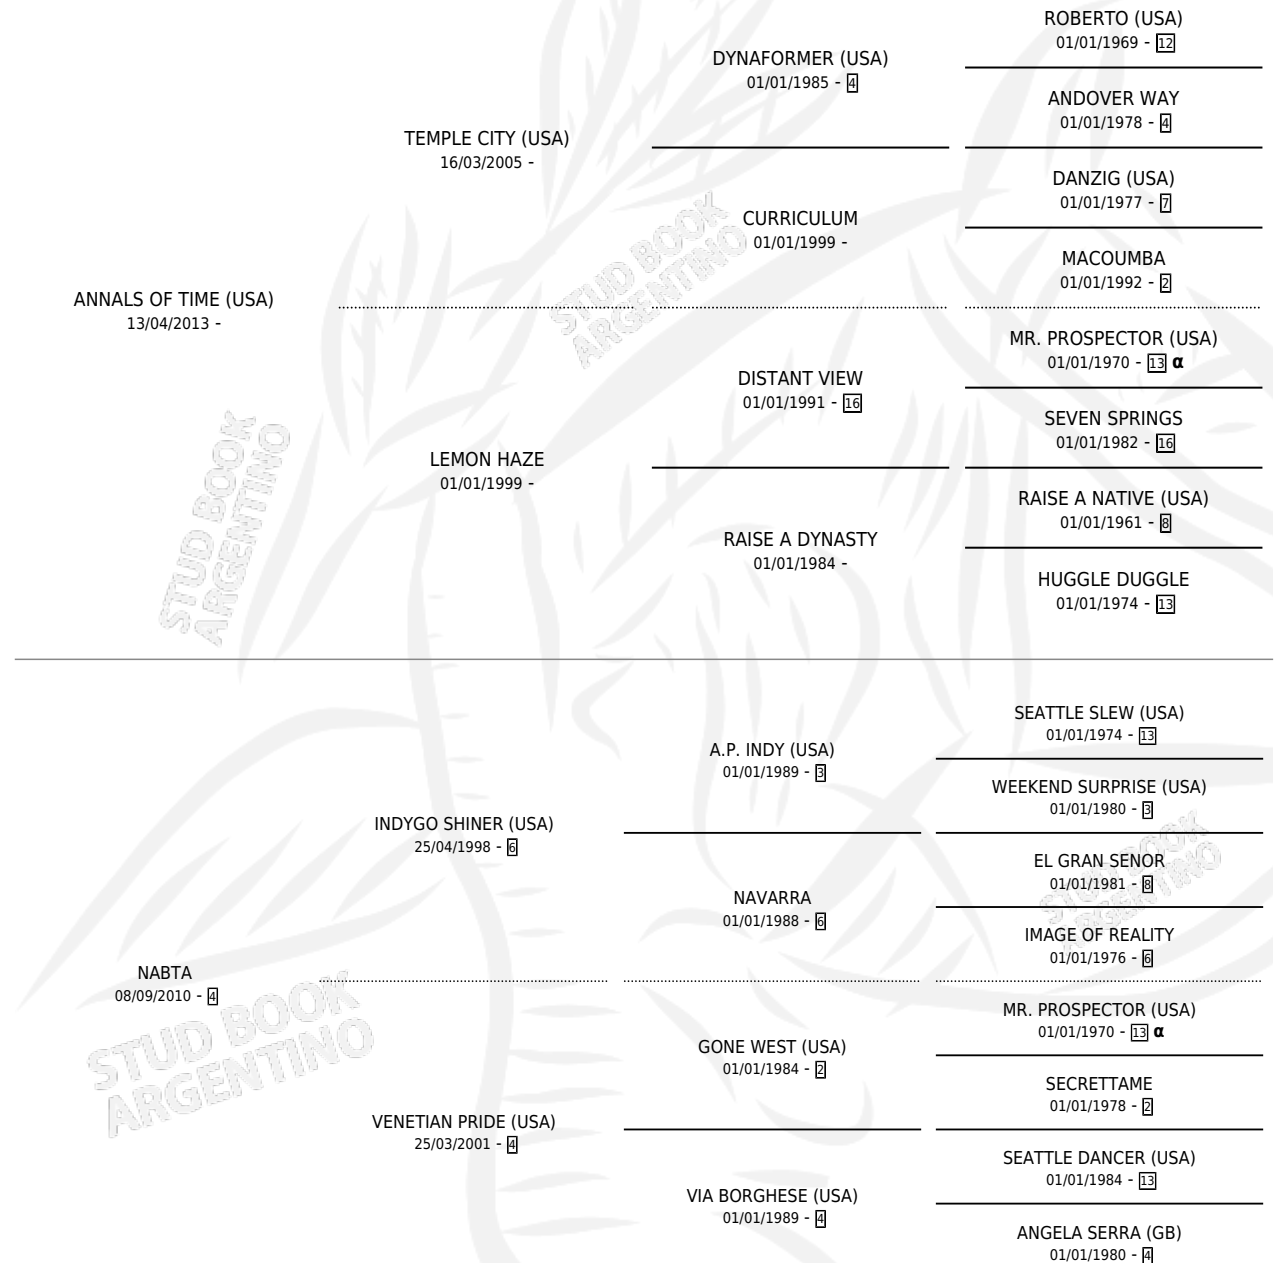 ROBERTO (USA)
01/01/1969 - 12
DYNAFORMER (USA)
01/01/1985 - 4
ANDOVER WAY
01/01/1978 - 4
TEMPLE CITY (USA)
16/03/2005 -
DANZIG (USA)
01/01/1977 - 7
CURRICULUM
01/01/1999 -
MACOUMBA
01/01/1992 - 2
ANNALS OF TIME (USA)
13/04/2013 -
MR. PROSPECTOR (USA)
01/01/1970 - 13 α
DISTANT VIEW
01/01/1991 - 16
SEVEN SPRINGS
01/01/1982 - 16
LEMON HAZE
01/01/1999 -
RAISE A NATIVE (USA)
01/01/1961 - 8
RAISE A DYNASTY
01/01/1984 -
HUGGLE DUGGLE
01/01/1974 - 13
SEATTLE SLEW (USA)
01/01/1974 - 13
A.P. INDY (USA)
01/01/1989 - 3
WEEKEND SURPRISE (USA)
01/01/1980 - 3
INDYGO SHINER (USA)
25/04/1998 - 6
EL GRAN SENOR
01/01/1981 - 8
NAVARRA
01/01/1988 - 6
IMAGE OF REALITY
01/01/1976 - 6
NABTA
08/09/2010 - 4
MR. PROSPECTOR (USA)
01/01/1970 - 13 α
GONE WEST (USA)
01/01/1984 - 2
SECRETTAME
01/01/1978 - 2
VENETIAN PRIDE (USA)
25/03/2001 - 4
SEATTLE DANCER (USA)
01/01/1984 - 13
VIA BORGHESE (USA)
01/01/1989 - 4
ANGELA SERRA (GB)
01/01/1980 - 4
STUD BOOK
ARGENTINO
STUD BOOK
ARGENTINO
STUD BOOK
ARGENTINO
STUD BOOK
ARGENTINO